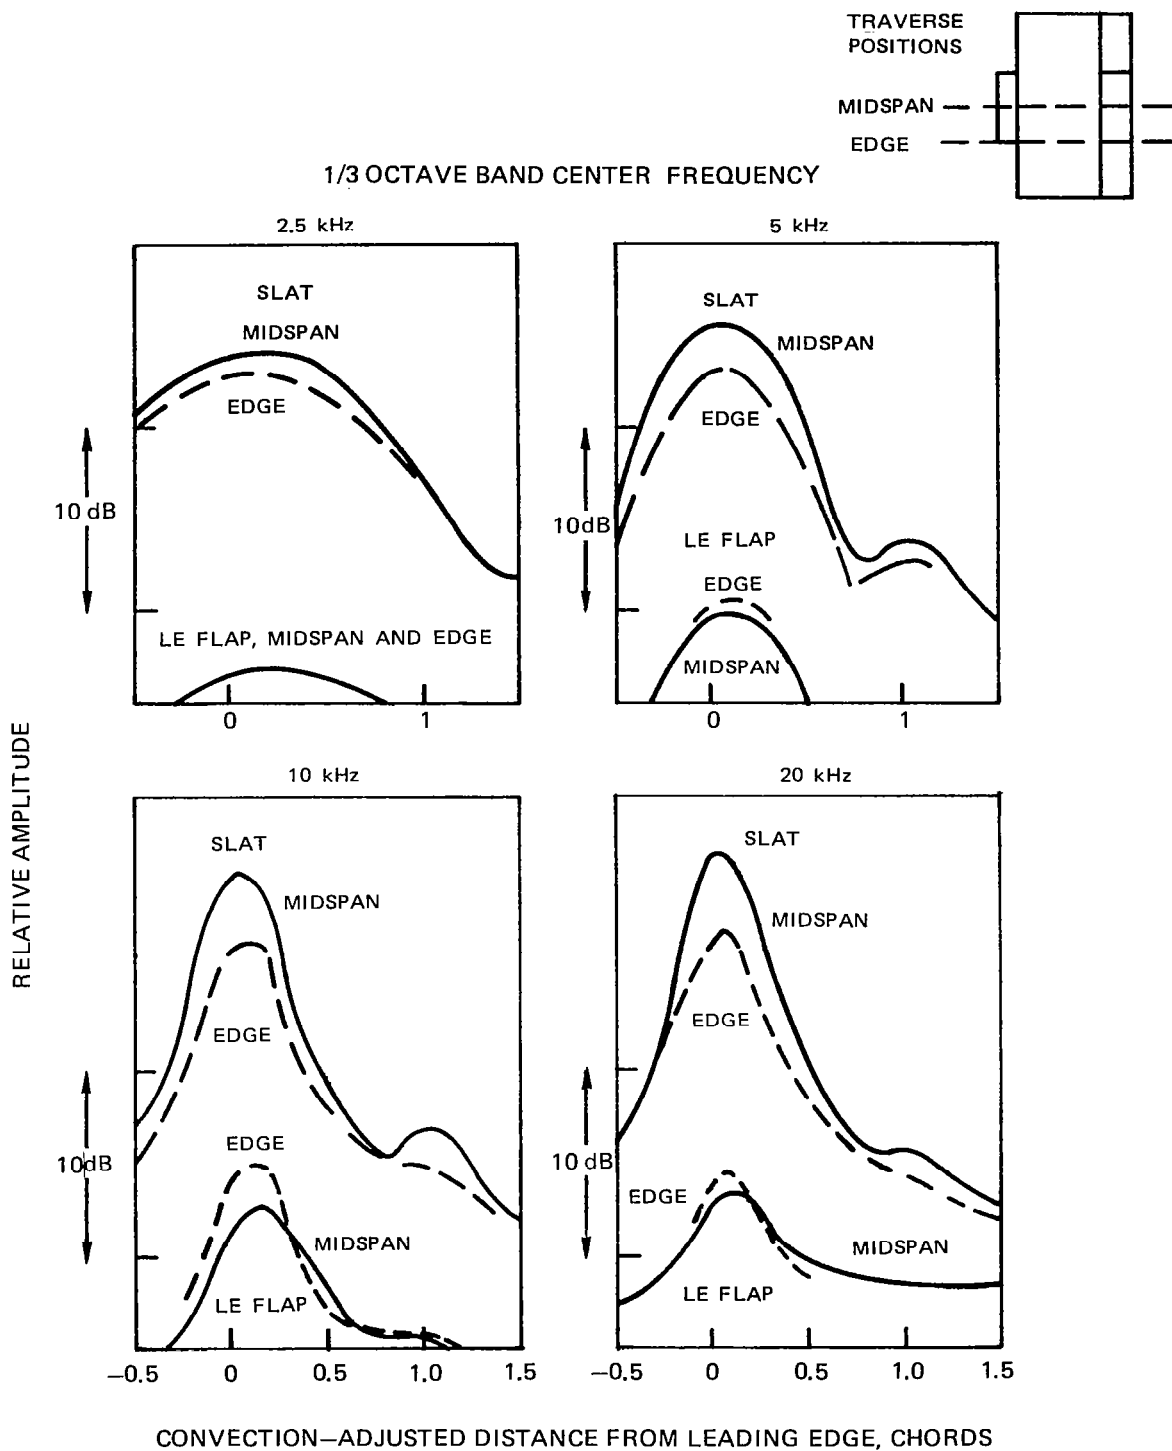 TRAVERSE
POSITIONS
MIDSPAN
EDGE
1/3 OCTAVE BAND CENTER FREQUENCY
2.5 kHz
SLAT
MIDSPAN
EDGE
10 dB
LE FLAP, MIDSPAN AND EDGE
0
1
5 kHz
SLAT
MIDSPAN
EDGE
10dB
LE FLAP
EDGE
MIDSPAN
0
1
RELATIVE AMPLITUDE
10 kHz
SLAT
MIDSPAN
EDGE
10dB
EDGE
MIDSPAN
LE FLAP
−0.5
0
0.5
1.0
1.5
20 kHz
SLAT
MIDSPAN
EDGE
10 dB
EDGE
MIDSPAN
LE FLAP
−0.5
0
0.5
1.0
1.5
CONVECTION−ADJUSTED DISTANCE FROM LEADING EDGE, CHORDS